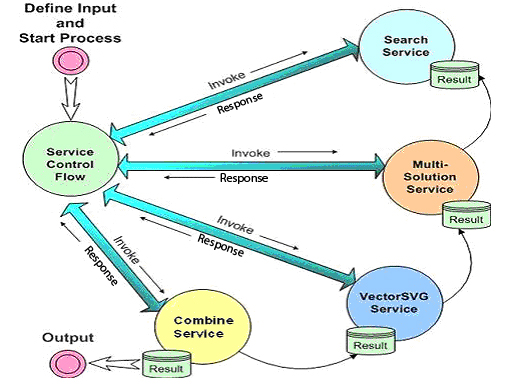 Define Input
and
Start Process
Search
Service
Result
Invoke
Response
Service
Control
Flow
Invoke
Response
Multi-
Solution
Service
Result
Invoke
Response
Invoke
Response
VectorSVG
Service
Result
Combine
Service
Result
Output